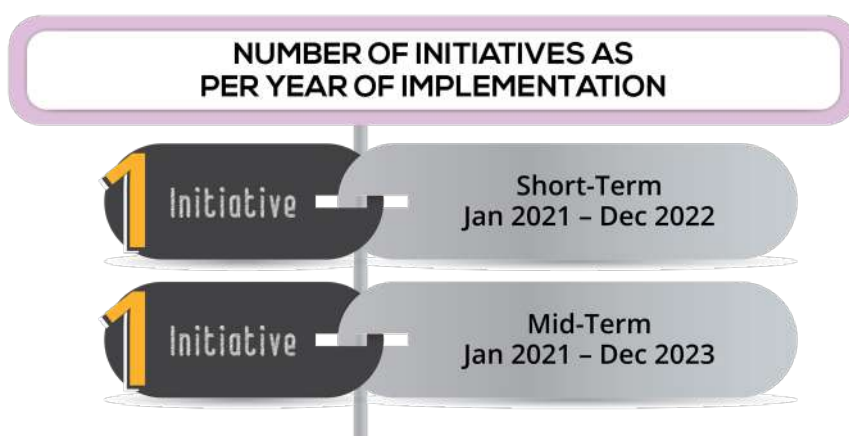 NUMBER OF INITIATIVES AS
PER YEAR OF IMPLEMENTATION
1 Initiative
Short-Term
Jan 2021 – Dec 2022
1 Initiative
Mid-Term
Jan 2021 – Dec 2023